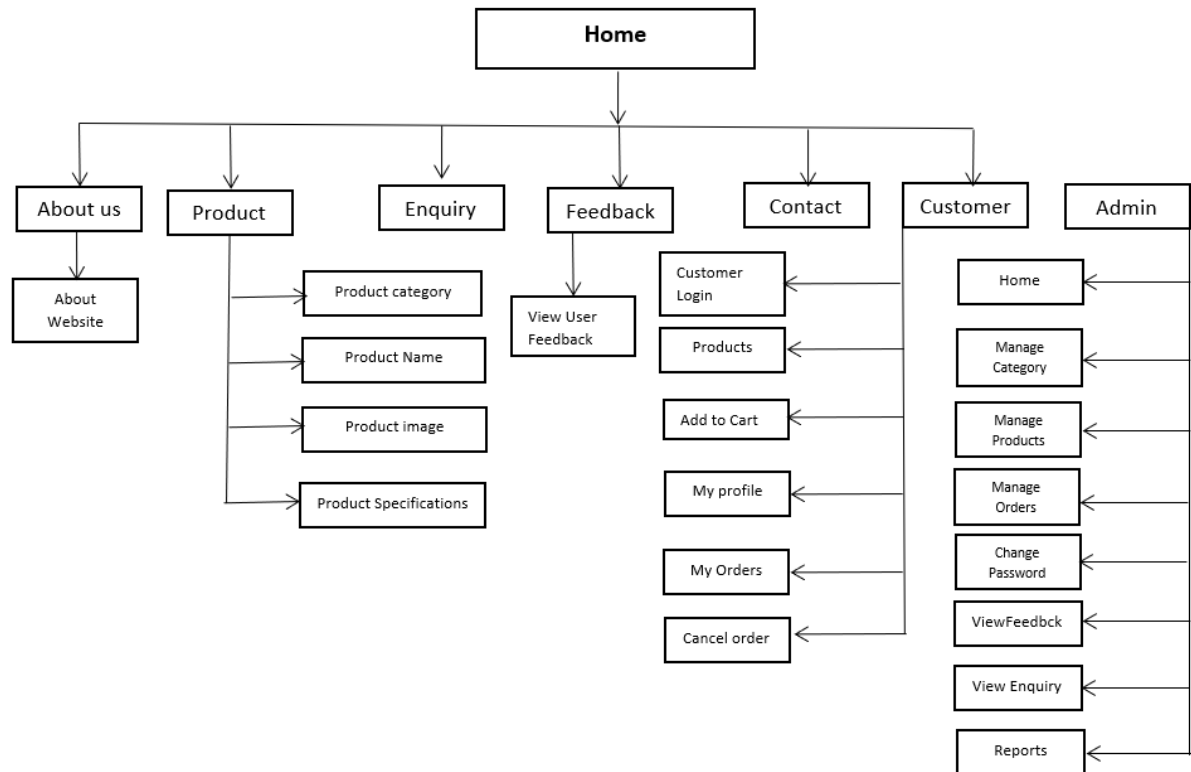 Home
About us
Product
Enquiry
Feedback
Contact
Customer
Admin
About
Website
Product category
Product Name
Product image
Product Specifications
View User
Feedback
Customer
Login
Products
Add to Cart
My profile
My Orders
Cancel order
Home
Manage
Category
Manage
Products
Manage
Orders
Change
Password
ViewFeedbck
View Enquiry
Reports